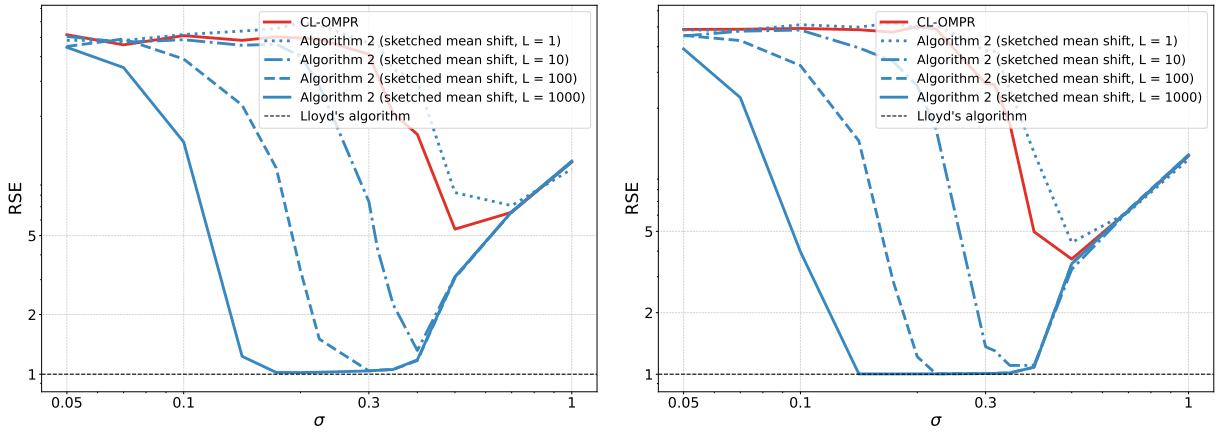 CL-OMPR
Algorithm 2 (sketched mean shift, L = 1)
Algorithm 2 (sketched mean shift, L = 10)
Algorithm 2 (sketched mean shift, L = 100)
Algorithm 2 (sketched mean shift, L = 1000)
Lloyd's algorithm
RSE
5
2
1
0.05
0.1
0.3
1
σ
CL-OMPR
Algorithm 2 (sketched mean shift, L = 1)
Algorithm 2 (sketched mean shift, L = 10)
Algorithm 2 (sketched mean shift, L = 100)
Algorithm 2 (sketched mean shift, L = 1000)
Lloyd's algorithm
RSE
5
2
1
0.05
0.1
0.3
1
σ